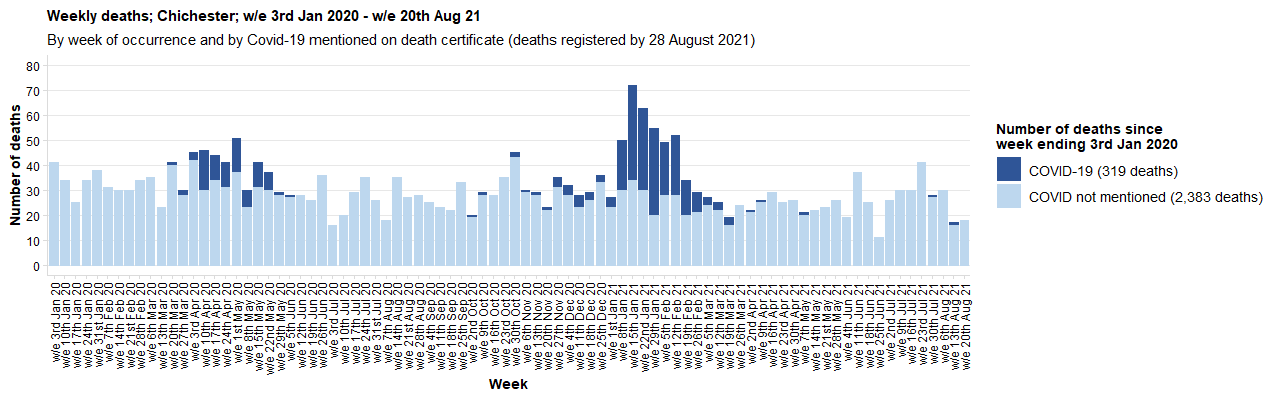 Weekly deaths; Chichester; w/e 3rd Jan 2020 - w/e 20th Aug 21
By week of occurrence and by Covid-19 mentioned on death certificate (deaths registered by 28 August 2021)
Number of deaths
80
70
60
50
40
30
20
10
0
w/e 3rd Jan 20
w/e 10th Jan 20
w/e 17th Jan 20
w/e 24th Jan 20
w/e 31st Jan 20
w/e 7th Feb 20
w/e 14th Feb 20
w/e 21st Feb 20
w/e 28th Feb 20
w/e 6th Mar 20
w/e 13th Mar 20
w/e 20th Mar 20
w/e 27th Mar 20
w/e 3rd Apr 20
w/e 10th Apr 20
w/e 17th Apr 20
w/e 24th Apr 20
w/e 1st May 20
w/e 8th May 20
w/e 15th May 20
w/e 22nd May 20
w/e 29th May 20
w/e 5th Jun 20
w/e 12th Jun 20
w/e 19th Jun 20
w/e 26th Jun 20
w/e 3rd Jul 20
w/e 10th Jul 20
w/e 17th Jul 20
w/e 24th Jul 20
w/e 31st Jul 20
w/e 7th Aug 20
w/e 14th Aug 20
w/e 21st Aug 20
w/e 28th Aug 20
w/e 4th Sep 20
w/e 11th Sep 20
w/e 18th Sep 20
w/e 25th Sep 20
w/e 2nd Oct 20
w/e 9th Oct 20
w/e 16th Oct 20
w/e 23rd Oct 20
w/e 30th Oct 20
w/e 6th Nov 20
w/e 13th Nov 20
w/e 20th Nov 20
w/e 27th Nov 20
w/e 4th Dec 20
w/e 11th Dec 20
w/e 18th Dec 20
w/e 25th Dec 20
w/e 1st Jan 21
w/e 8th Jan 21
w/e 15th Jan 21
w/e 22nd Jan 21
w/e 29th Jan 21
w/e 5th Feb 21
w/e 12th Feb 21
w/e 19th Feb 21
w/e 26th Feb 21
w/e 5th Mar 21
w/e 12th Mar 21
w/e 19th Mar 21
w/e 26th Mar 21
w/e 2nd Apr 21
w/e 9th Apr 21
w/e 16th Apr 21
w/e 23rd Apr 21
w/e 30th Apr 21
w/e 7th May 21
w/e 14th May 21
w/e 21st May 21
w/e 28th May 21
w/e 4th Jun 21
w/e 11th Jun 21
w/e 18th Jun 21
w/e 25th Jun 21
w/e 2nd Jul 21
w/e 9th Jul 21
w/e 16th Jul 21
w/e 23rd Jul 21
w/e 30th Jul 21
w/e 6th Aug 21
w/e 13th Aug 21
w/e 20th Aug 21
Week
Number of deaths since
week ending 3rd Jan 2020
COVID-19 (319 deaths)
COVID not mentioned (2,383 deaths)